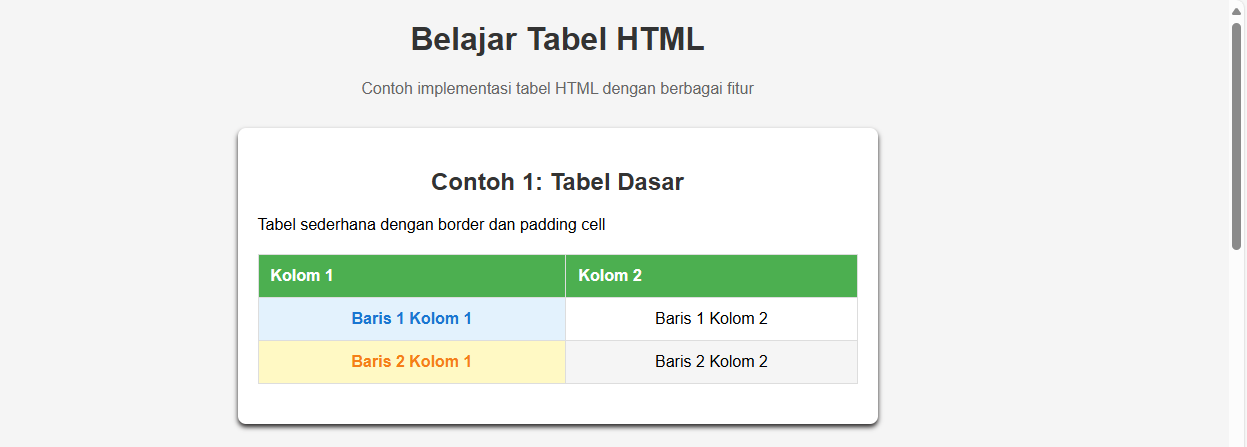 Belajar Tabel HTML
Contoh implementasi tabel HTML dengan berbagai fitur
Contoh 1: Tabel Dasar
Tabel sederhana dengan border dan padding cell
Kolom 1 Kolom 2
Baris 1 Kolom 1 Baris 1 Kolom 2
Baris 2 Kolom 1 Baris 2 Kolom 2